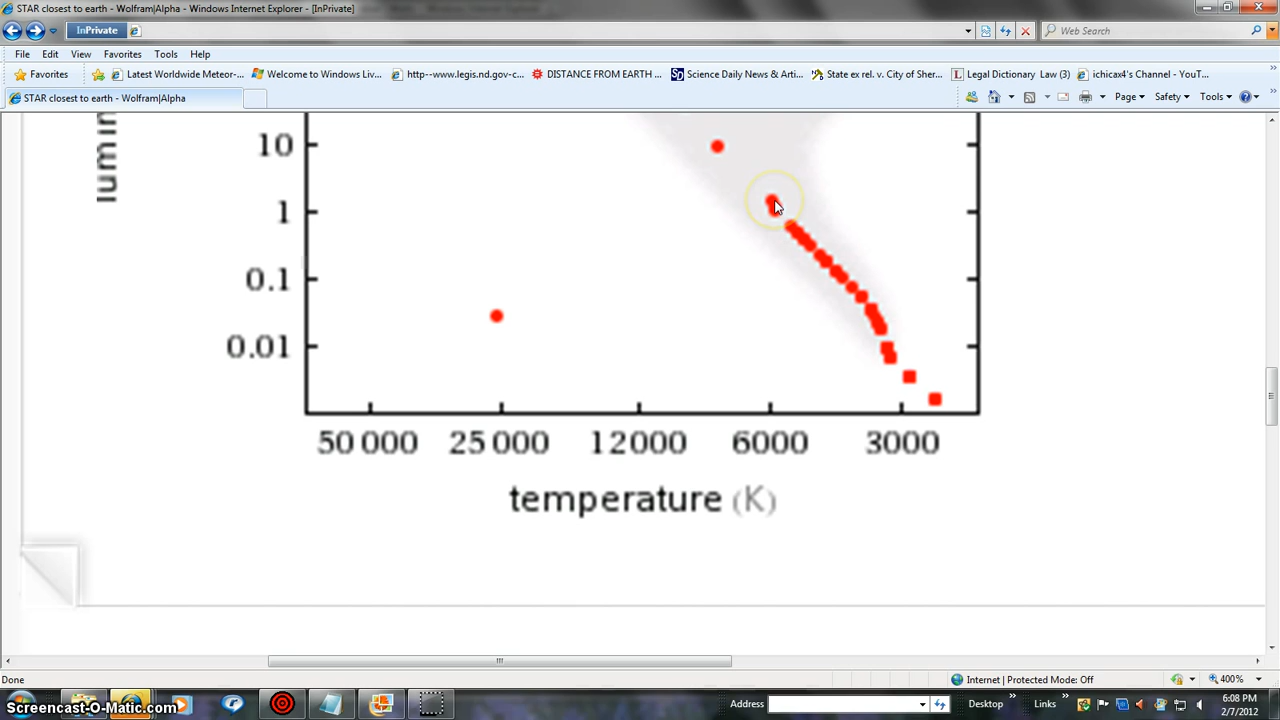 STAR closest to earth - Wolfram|Alpha - Windows Internet Explorer - [InPrivate]
InPrivate
Web Search
File Edit View Favorites Tools Help
Favorites Latest Worldwide Meteor-... Welcome to Windows Liv... http--www.legis.nd.gov-c... DISTANCE FROM EARTH ... Science Daily News & Arti... State ex rel. v. City of Sher... Legal Dictionary Law (3) ichicax4's Channel - YouT...
STAR closest to earth - Wolfram|Alpha
Page Safety Tools
10
1
0.1
0.01
50 000 25 000 12 000 6000 3000
temperature (K)
Done Internet | Protected Mode: Off 400%
Address Desktop Links 6:08 PM
2/7/2012
Screencast-O-Matic.com